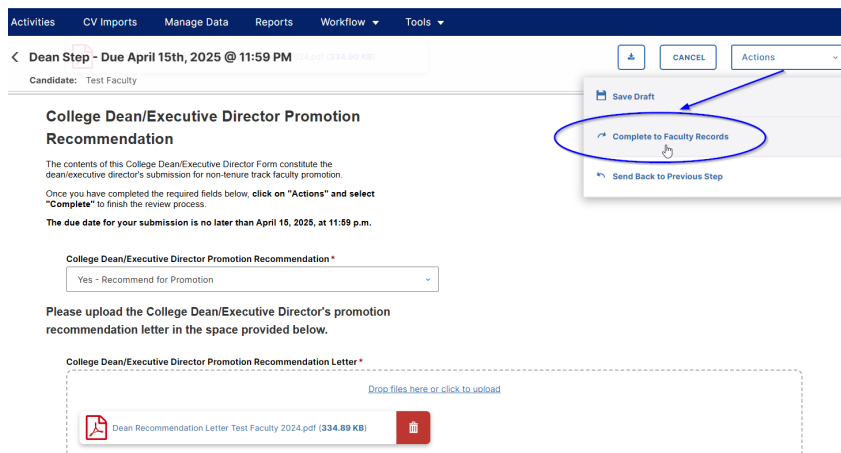 Activities CV Imports Manage Data Reports Workflow Tools
Dean Step - Due April 15th, 2025 @ 11:59 PM
CANCEL
Actions
Candidate: Test Faculty
Save Draft
Complete to Faculty Records
Send Back to Previous Step
College Dean/Executive Director Promotion
Recommendation
The contents of this College Dean/Executive Director Form constitute the
dean/executive director's submission for non-tenure track faculty promotion.
Once you have completed the required fields below, click on "Actions" and select
"Complete" to finish the review process.
The due date for your submission is no later than April 15, 2025, at 11:59 p.m.
College Dean/Executive Director Promotion Recommendation *
Yes - Recommend for Promotion
Please upload the College Dean/Executive Director's promotion
recommendation letter in the space provided below.
College Dean/Executive Director Promotion Recommendation Letter *
Drop files here or click to upload
Dean Recommendation Letter Test Faculty 2024.pdf (334.89 KB)